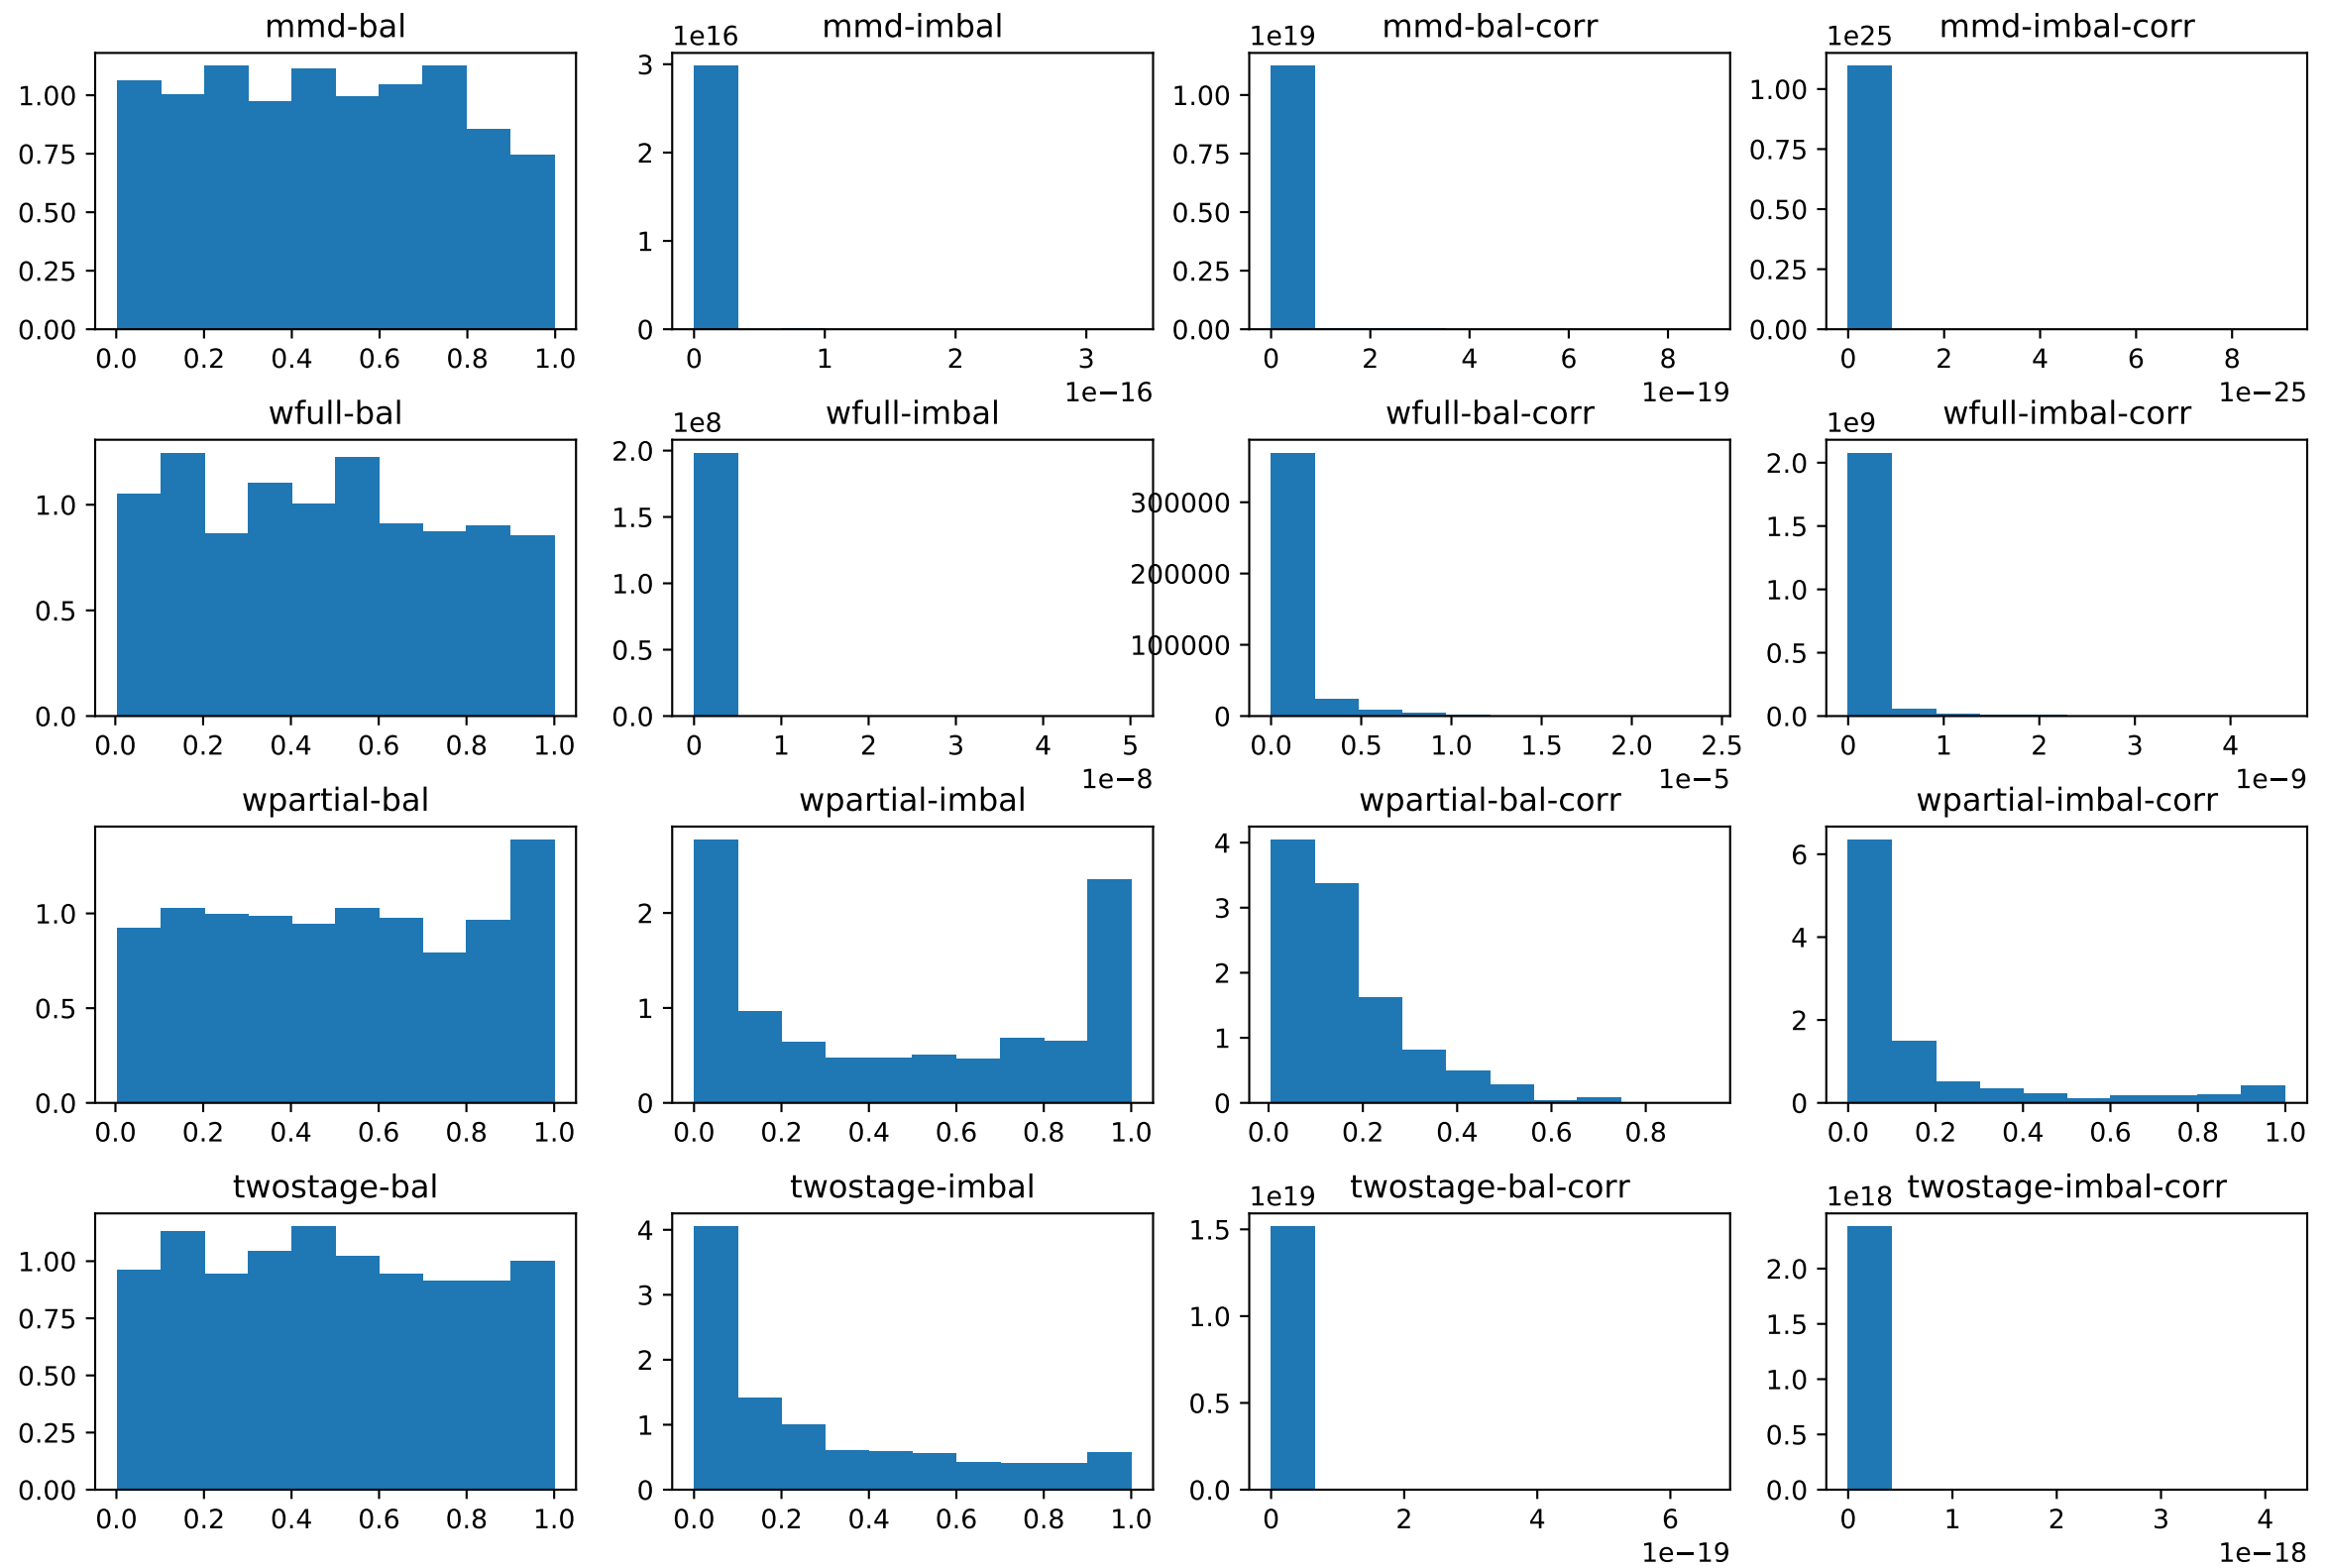 mmd-bal
1.00
0.75
0.50
0.25
0.00
0.0 0.2 0.4 0.6 0.8 1.0
mmd-imbal
1e16
3
2
1
0
0 1 2 3
1e−16
mmd-bal-corr
1e19
1.00
0.75
0.50
0.25
0.00
0 2 4 6 8
1e−19
mmd-imbal-corr
1e25
1.00
0.75
0.50
0.25
0.00
0 2 4 6 8
1e−25
wfull-bal
1.0
0.5
0.0
0.0 0.2 0.4 0.6 0.8 1.0
wfull-imbal
1e8
2.0
1.5
1.0
0.5
0.0
0 1 2 3 4 5
1e−8
wfull-bal-corr
300000
200000
100000
0
0.0 0.5 1.0 1.5 2.0 2.5
1e−5
wfull-imbal-corr
1e9
2.0
1.5
1.0
0.5
0.0
0 1 2 3 4
1e−9
wpartial-bal
1.0
0.5
0.0
0.0 0.2 0.4 0.6 0.8 1.0
wpartial-imbal
2
1
0
0.0 0.2 0.4 0.6 0.8 1.0
wpartial-bal-corr
4
3
2
1
0
0.0 0.2 0.4 0.6 0.8
wpartial-imbal-corr
6
4
2
0
0.0 0.2 0.4 0.6 0.8 1.0
twostage-bal
1.00
0.75
0.50
0.25
0.00
0.0 0.2 0.4 0.6 0.8 1.0
twostage-imbal
4
3
2
1
0
0.0 0.2 0.4 0.6 0.8 1.0
twostage-bal-corr
1e19
1.5
1.0
0.5
0.0
0 2 4 6
1e−19
twostage-imbal-corr
1e18
2.0
1.5
1.0
0.5
0.0
0 1 2 3 4
1e−18